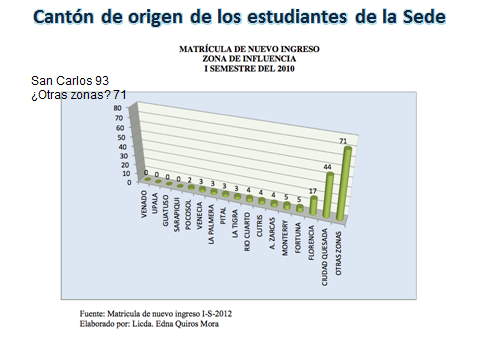 Cantón de origen de los estudiantes de la Sede
MATRÍCULA DE NUEVO INGRESO
ZONA DE INFLUENCIA
I SEMESTRE DEL 2010
San Carlos 93
¿Otras zonas? 71
80
70
60
50
40
30
20
10
0
0 0 0 0 2 3 3 3 3 4 4 4 5 5 17 44 71
VENADO
UPALA
GUATUSO
SARAPIQUI
POCOSOL
VENECIA
LA PALMERA
PITAL
LA TIGRA
RIO CUARTO
CUTRIS
A. ZARCAS
MONTERRY
FORTUNA
FLORENCIA
CIUDAD QUESADA
OTRAS ZONAS
Fuente: Matricula de nuevo ingreso I-S-2012
Elaborado por: Licda. Edna Quiros Mora